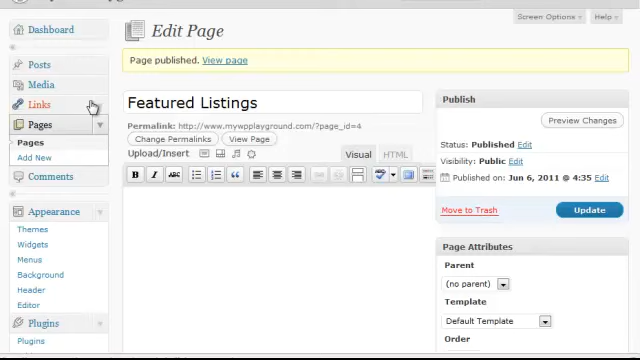 Screen Options
Help
Dashboard
Edit Page
Page published. View page
Posts
Media
Links
Pages
Pages
Add New
Comments
Appearance
Themes
Widgets
Menus
Background
Header
Editor
Plugins
Plugins
Featured Listings
Permalink: http://www.mywpplayground.com/?page_id=4
Change Permalinks
View Page
Upload/Insert
Visual
HTML
B I ABC
ABC
Publish
Preview Changes
Status: Published Edit
Visibility: Public Edit
Published on: Jun 6, 2011 @ 4:35 Edit
Move to Trash
Update
Page Attributes
Parent
(no parent)
Template
Default Template
Order